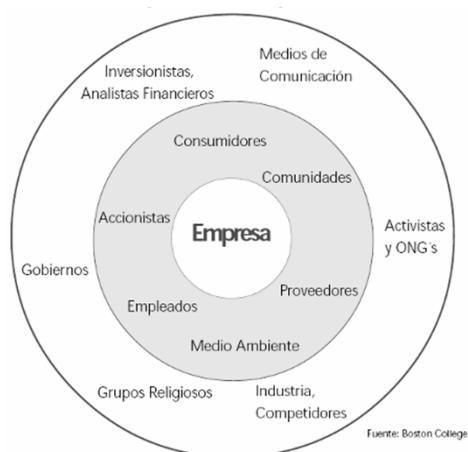 Medios de
Comunicación
Inversionistas,
Analistas Financieros
Consumidores
Comunidades
Accionistas
Empresa
Activistas
y ONG´s
Gobiernos
Proveedores
Empleados
Medio Ambiente
Grupos Religiosos
Industria,
Competidores
Fuente: Boston College